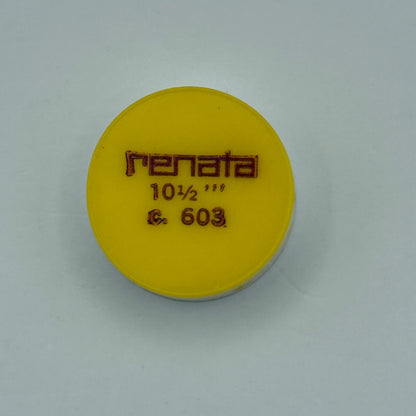 renata
10½ '''
c. 603